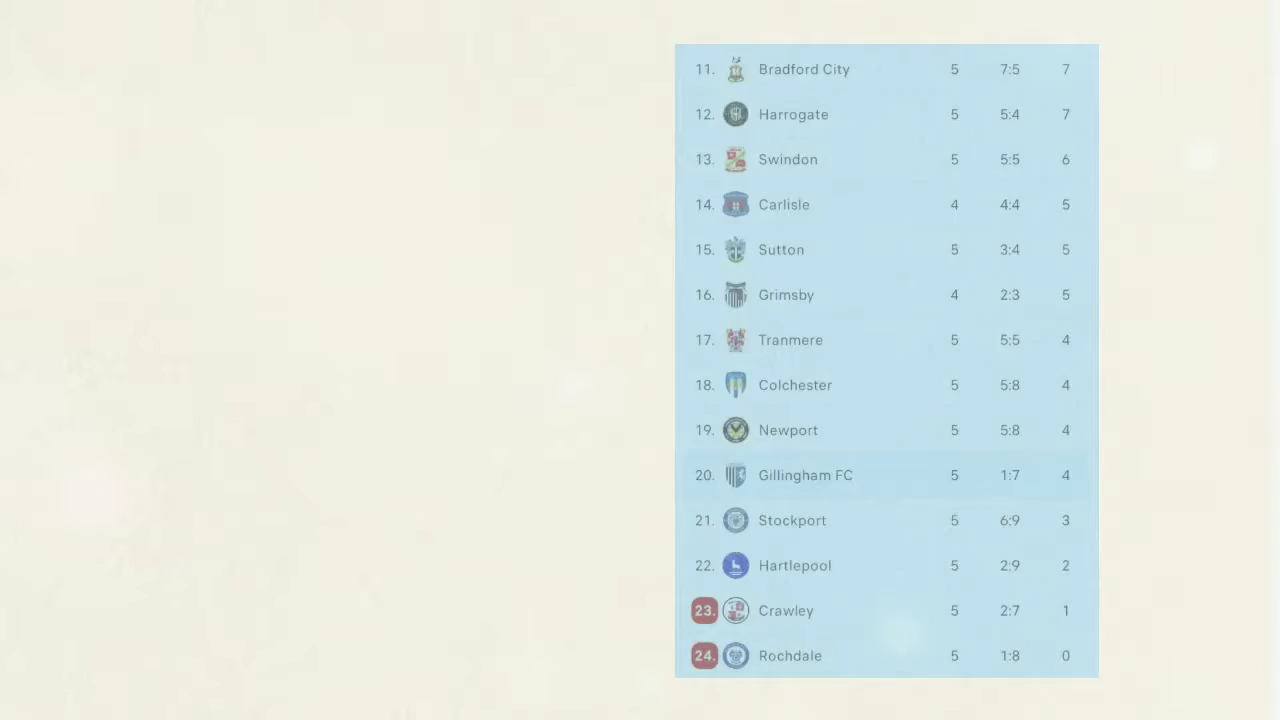 11. Bradford City 5 7:5 7
12. Harrogate 5 5:4 7
13. Swindon 5 5:5 6
14. Carlisle 4 4:4 5
15. Sutton 5 3:4 5
16. Grimsby 4 2:3 5
17. Tranmere 5 5:5 4
18. Colchester 5 5:8 4
19. Newport 5 5:8 4
20. Gillingham FC 5 1:7 4
21. Stockport 5 6:9 3
22. Hartlepool 5 2:9 2
23. Crawley 5 2:7 1
24. Rochdale 5 1:8 0